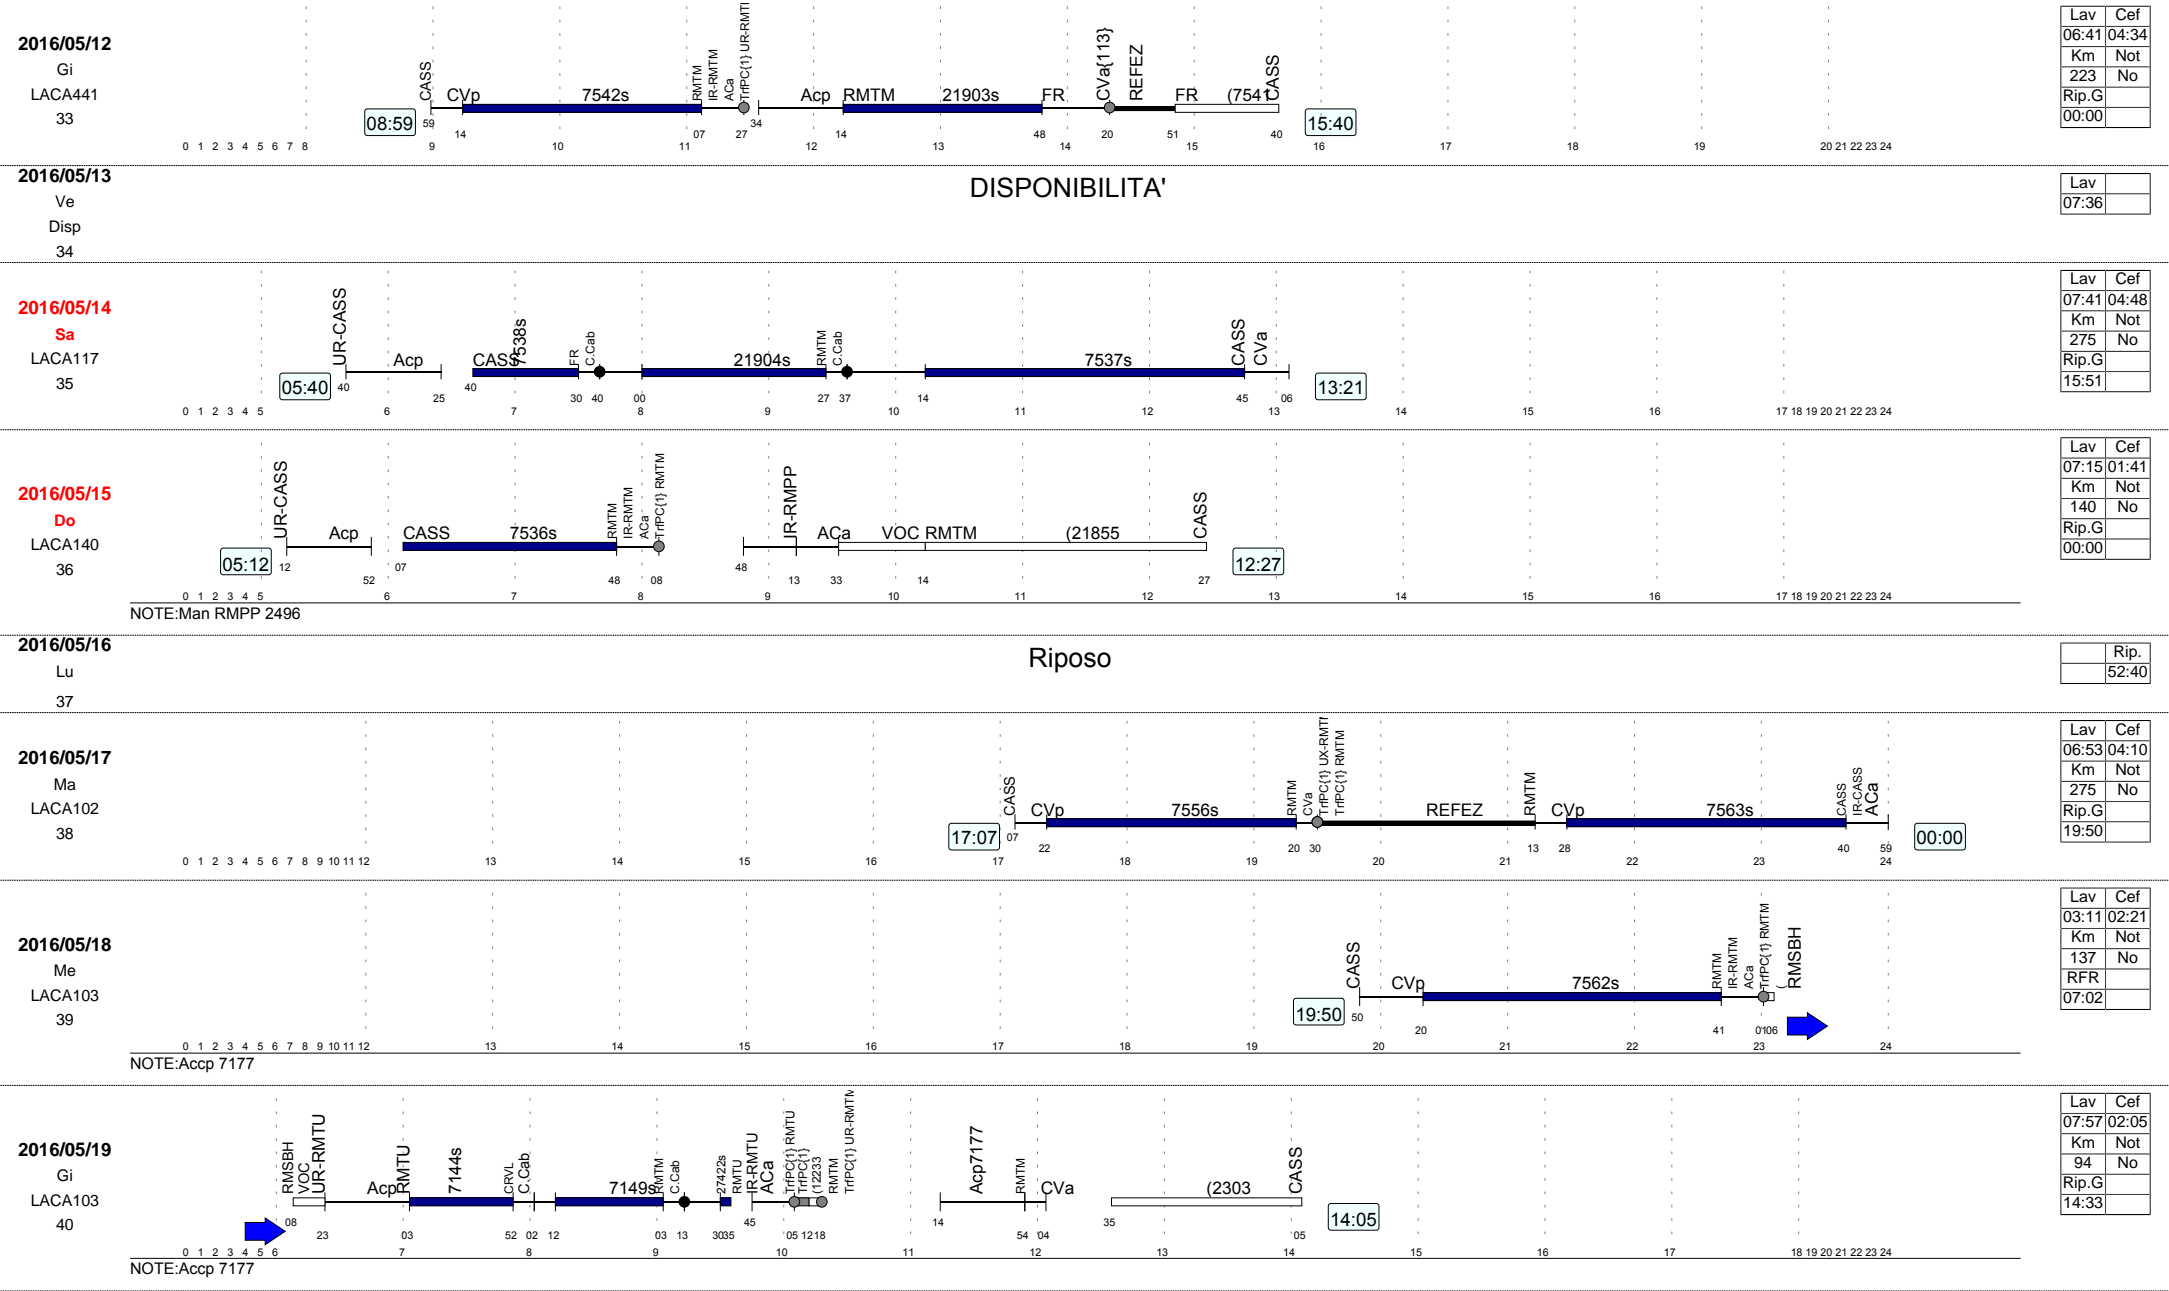 2016/05/12
Gi
LACA441
33
08:59
CASS CVp 7542s RMTM IR-RMTM ACa TrfPC{1} UR-RMT Acp RMTM 21903s FR CVa{113} REFEZ FR (7541 CASS
15:40
59 14 07 27 34 14 48 20 51 40
0 1 2 3 4 5 6 7 8 9 10 11 12 13 14 15 16 17 18 19 20 21 22 23 24
Lav Cef
06:41 04:34
Km Not
223 No
Rip.G
00:00
2016/05/13
Ve
Disp
34
DISPONIBILITA'
Lav
07:36
2016/05/14
Sa
LACA117
35
05:40
UR-CASS Acp CASS 7538s FR C.Cab 21904s RMTM C.Cab 7537s CASS CVa
13:21
40 25 40 30 40 00 27 37 14 45 06
0 1 2 3 4 5 6 7 8 9 10 11 12 13 14 15 16 17 18 19 20 21 22 23 24
Lav Cef
07:41 04:48
Km Not
275 No
Rip.G
15:51
2016/05/15
Do
LACA140
36
05:12
UR-CASS Acp CASS 7536s RMTM IR-RMTM ACa TrfPC{1} RMTM IR-RMPP ACa VOC RMTM (21855 CASS
12:27
12 52 07 48 08 48 13 33 14 27
0 1 2 3 4 5 6 7 8 9 10 11 12 13 14 15 16 17 18 19 20 21 22 23 24
NOTE:Man RMPP 2496
Lav Cef
07:15 01:41
Km Not
140 No
Rip.G
00:00
2016/05/16
Lu
37
Riposo
Rip.
52:40
2016/05/17
Ma
LACA102
38
17:07
CASS CVp 7556s RMTM CVa TrfPC{1} UX-RMT TrfPC{1} RMTM REFEZ RMTM CVp 7563s CASS IR-CASS ACa
00:00
07 22 20 30 13 28 40 59
0 1 2 3 4 5 6 7 8 9 10 11 12 13 14 15 16 17 18 19 20 21 22 23 24
Lav Cef
06:53 04:10
Km Not
275 No
Rip.G
19:50
2016/05/18
Me
LACA103
39
19:50
CASS CVp 7562s RMTM IR-RMTM ACa TrfPC{1} RMTM ( RMSBH
50 20 41 01 06
0 1 2 3 4 5 6 7 8 9 10 11 12 13 14 15 16 17 18 19 20 21 22 23 24
NOTE:Accp 7177
Lav Cef
03:11 02:21
Km Not
137 No
RFR
07:02
2016/05/19
Gi
LACA103
40
RMSBH VOC UR-RMTU Acp RMTU 7144s CRVL C.Cab 7149s RMTM C.Cab 27422s RMTU IR-RMTU ACa TrfPC{1} RMTU TrfPC{1} (12233 RMTM TrfPC{1} UR-RMTM Acp7177 RMTM CVa (2303 CASS
14:05
08 23 03 52 02 12 03 13 30 35 45 05 12 18 14 54 04 35 05
0 1 2 3 4 5 6 7 8 9 10 11 12 13 14 15 16 17 18 19 20 21 22 23 24
NOTE:Accp 7177
Lav Cef
07:57 02:05
Km Not
94 No
Rip.G
14:33